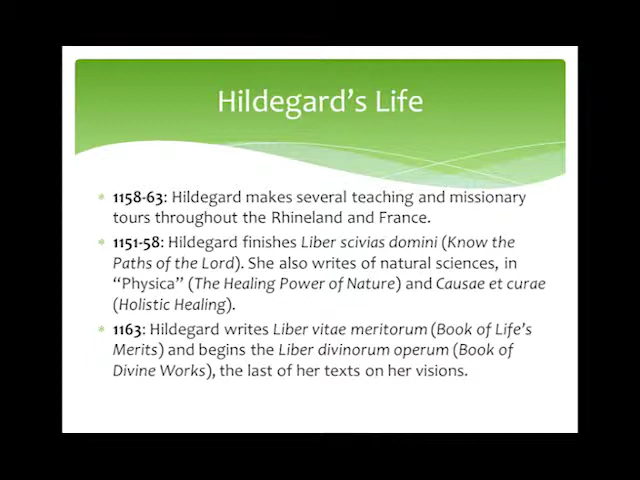 Hildegard’s Life
* 1158-63: Hildegard makes several teaching and missionary
tours throughout the Rhineland and France.
* 1151-58: Hildegard finishes Liber scivias domini (Know the
Paths of the Lord). She also writes of natural sciences, in
“Physica” (The Healing Power of Nature) and Causae et curae
(Holistic Healing).
* 1163: Hildegard writes Liber vitae meritorum (Book of Life’s
Merits) and begins the Liber divinorum operum (Book of
Divine Works), the last of her texts on her visions.